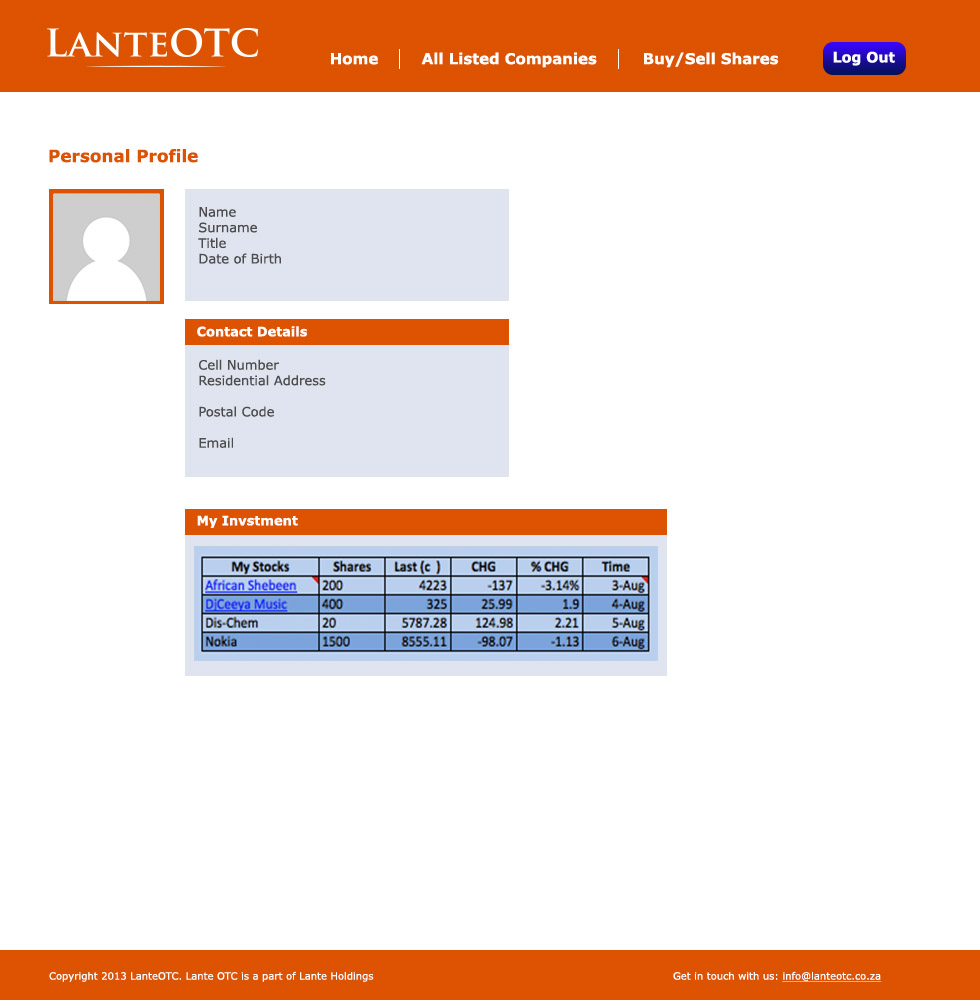 LANTEOTC
Home All Listed Companies Buy/Sell Shares Log Out
Personal Profile
Name
Surname
Title
Date of Birth
Contact Details
Cell Number
Residential Address
Postal Code
Email
My Invstment
My Stocks Shares Last (c ) CHG % CHG Time
African Shebeen 200 4223 -137 -3.14% 3-Aug
DjCeeya Music 400 325 25.99 1.9 4-Aug
Dis-Chem 20 5787.28 124.98 2.21 5-Aug
Nokia 1500 8555.11 -98.07 -1.13 6-Aug
Copyright 2013 LanteOTC. Lante OTC is a part of Lante Holdings Get in touch with us: info@lanteotc.co.za